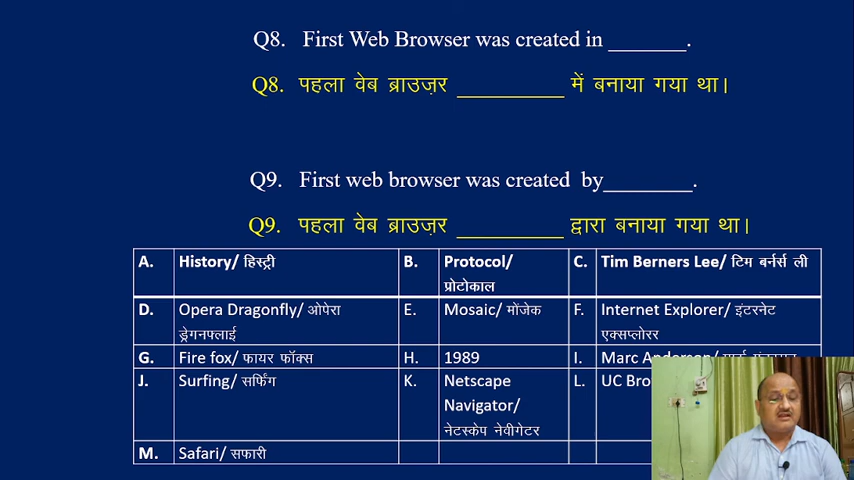 Q8. First Web Browser was created in _______.
Q8. पहला वेब ब्राउज़र __________ में बनाया गया था।
Q9. First web browser was created by________.
Q9. पहला वेब ब्राउज़र __________ द्वारा बनाया गया था।
A. History/ हिस्ट्री B. Protocol/ C. Tim Berners Lee/ टिम बर्नर्स ली
प्रोटोकाल
D. Opera Dragonfly/ ओपेरा E. Mosaic/ मोंजेक F. Internet Explorer/ इंटरनेट
ड्रेगनफ्लाई एक्सप्लोरर
G. Fire fox/ फायर फॉक्स H. 1989 I. Marc
J. Surfing/ सर्फिंग K. Netscape L. UC
Navigator/
नेटस्केप नेवीगेटर
M. Safari/ सफारी